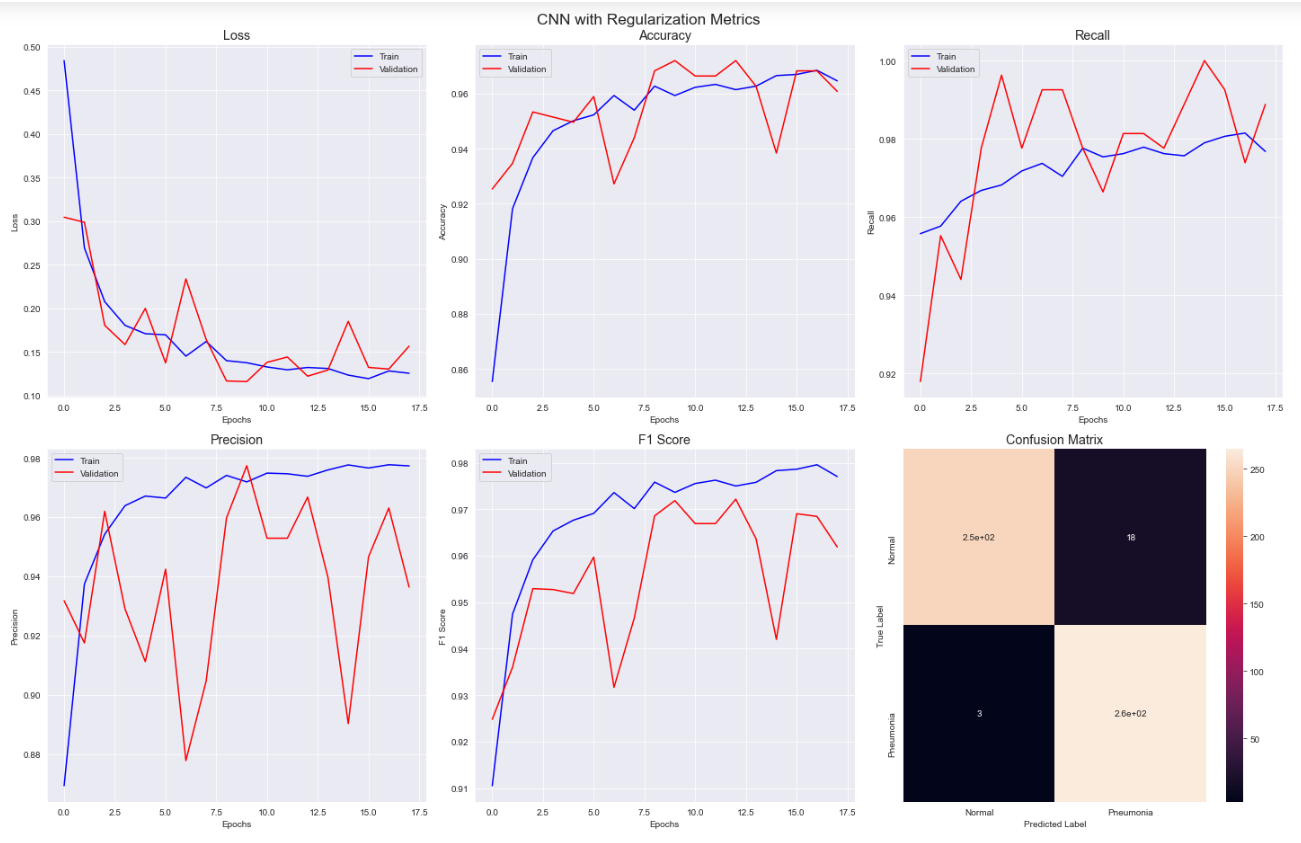 CNN with Regularization Metrics
Loss
Train
Validation
0.50
0.45
0.40
0.35
0.30
0.25
0.20
0.15
0.10
Loss
0.0 2.5 5.0 7.5 10.0 12.5 15.0 17.5
Epochs
Accuracy
Train
Validation
0.96
0.94
0.92
0.90
0.88
0.86
Accuracy
0.0 2.5 5.0 7.5 10.0 12.5 15.0 17.5
Epochs
Recall
Train
Validation
1.00
0.98
0.96
0.94
0.92
Recall
0.0 2.5 5.0 7.5 10.0 12.5 15.0 17.5
Epochs
Precision
Train
Validation
0.98
0.96
0.94
0.92
0.90
0.88
Precision
0.0 2.5 5.0 7.5 10.0 12.5 15.0 17.5
Epochs
F1 Score
Train
Validation
0.98
0.97
0.96
0.95
0.94
0.93
0.92
0.91
F1 Score
0.0 2.5 5.0 7.5 10.0 12.5 15.0 17.5
Epochs
Confusion Matrix
Normal
2.5e+02 18
True Label
Pneumonia
3 2.6e+02
Normal Pneumonia
Predicted Label
250
200
150
100
50